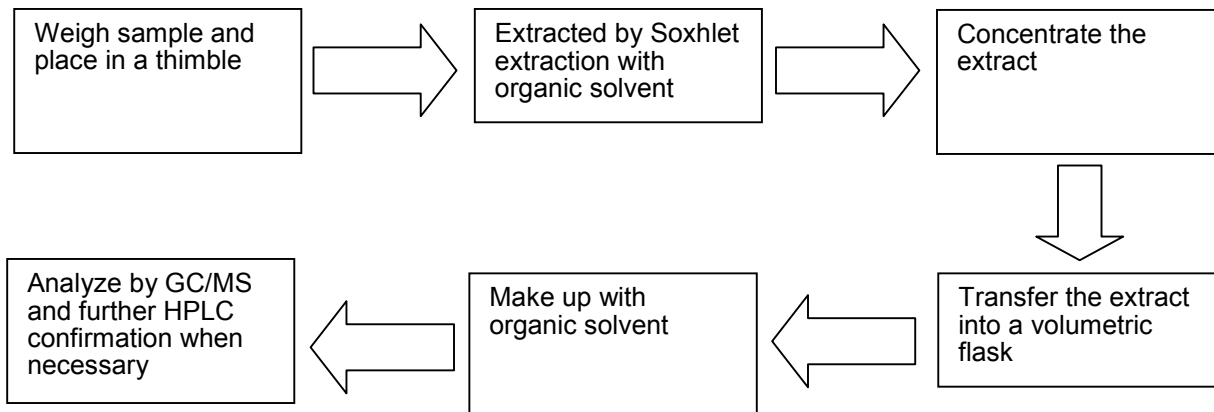 Weigh sample and
place in a thimble
Extracted by Soxhlet
extraction with
organic solvent
Concentrate the
extract
Transfer the extract
into a volumetric
flask
Make up with
organic solvent
Analyze by GC/MS
and further HPLC
confirmation when
necessary